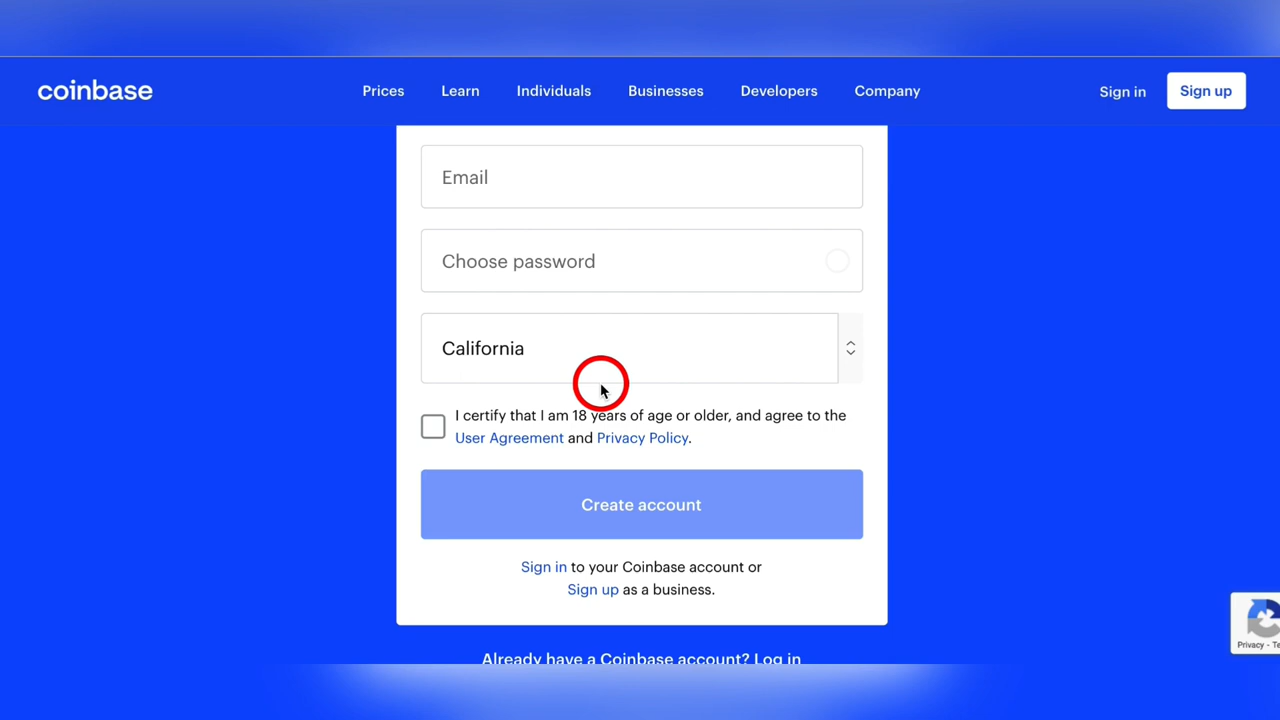 coinbase
Prices
Learn
Individuals
Businesses
Developers
Company
Sign in
Sign up
Email
Choose password
California
I certify that I am 18 years of age or older, and agree to the
User Agreement and Privacy Policy.
Create account
Sign in to your Coinbase account or
Sign up as a business.
Privacy - Te
Already have a Coinbase account? Log in